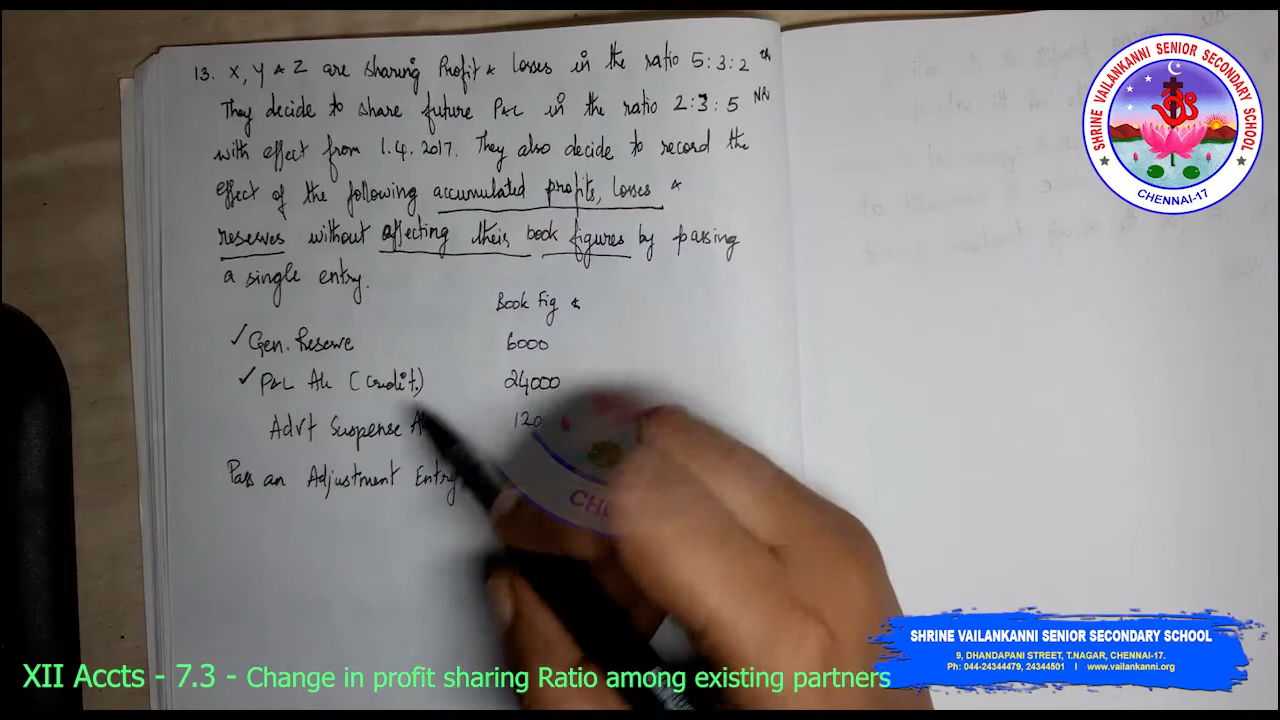 13. X, Y & Z are sharing Profit & Losses in the ratio 5:3:2 OR
They decide to share future P&L in the ratio 2:3:5 NR
with effect from 1.4.2017. They also decide to record the
effect of the following accumulated profits, losses &
reserves without affecting their book figures by passing
a single entry.
Book Fig
Gen. Reserve 6000
P&L A/c (Credit) 24000
Advt Suspense 120
Pass an Adjustment Entry
SHRINE VAILANKANNI SENIOR SECONDARY SCHOOL
CHENNAI-17
SHRINE VAILANKANNI SENIOR SECONDARY SCHOOL
9, DHANDAPANI STREET, T.NAGAR, CHENNAI-17.
Ph: 044-24344479, 24344501 I www.vailankanni.org
XII Accts - 7.3 - Change in profit sharing Ratio among existing partners